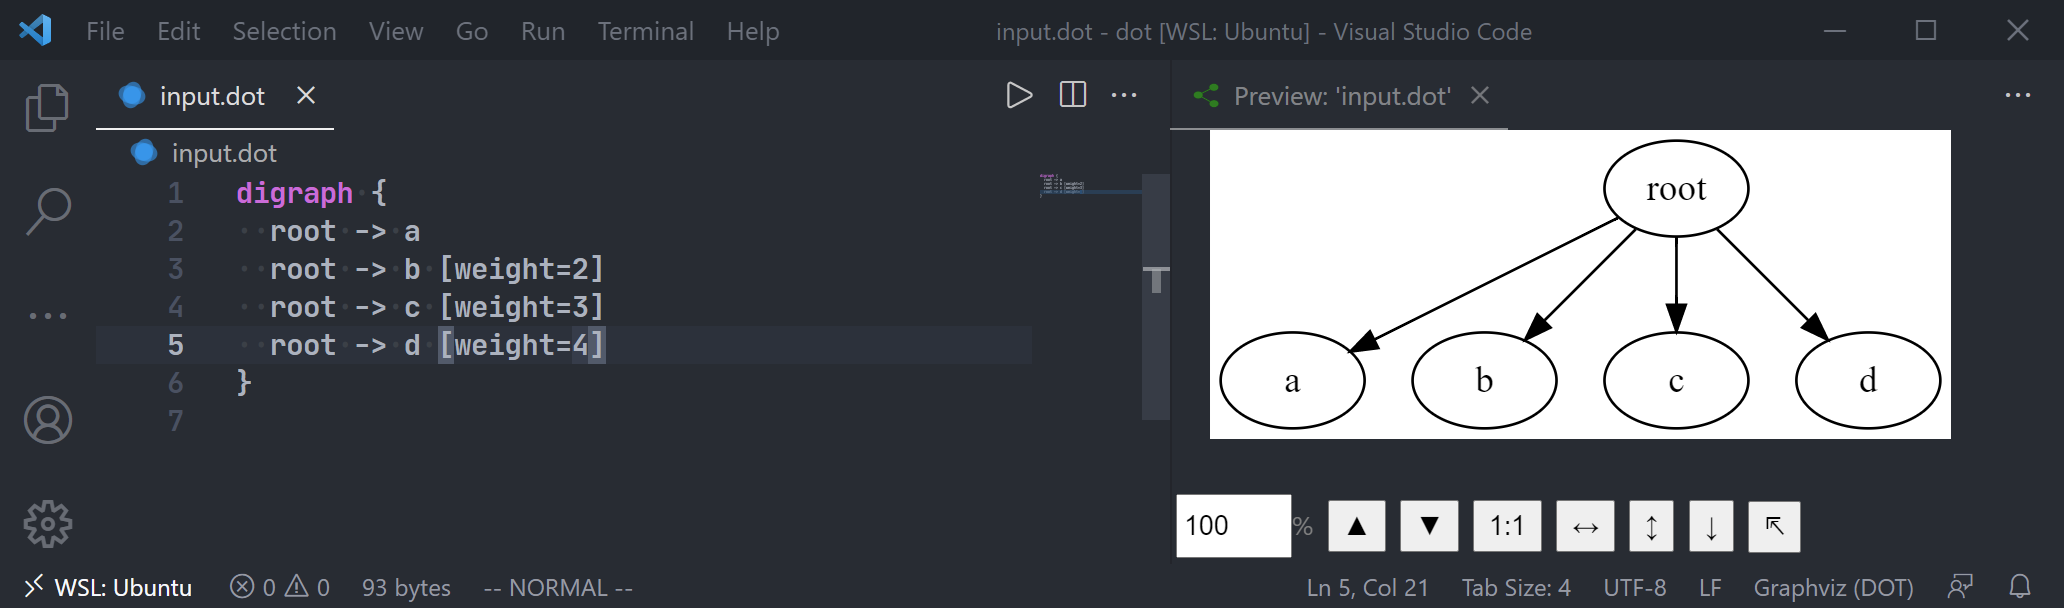 File Edit Selection View Go Run Terminal Help input.dot - dot [WSL: Ubuntu] - Visual Studio Code
input.dot
Preview: 'input.dot'
input.dot
1 digraph {
2 root -> a
3 root -> b [weight=2]
4 root -> c [weight=3]
5 root -> d [weight=4]
6 }
7
root
a b c d
100 % ▲ ▼ 1:1 ↔ ↕ ↓ ↖
WSL: Ubuntu 0 0 93 bytes -- NORMAL -- Ln 5, Col 21 Tab Size: 4 UTF-8 LF Graphviz (DOT)